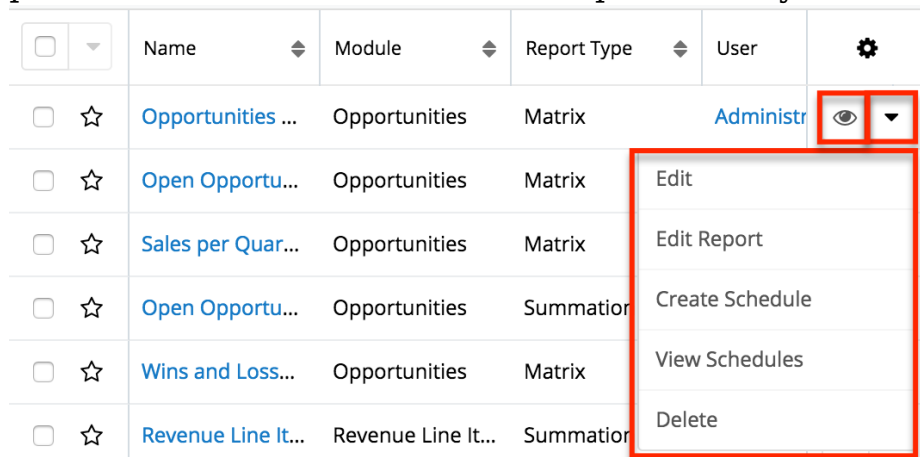 Name Module Report Type User
Opportunities ... Opportunities Matrix Administr
Open Opportu... Opportunities Matrix
Edit
Sales per Quar... Opportunities Matrix
Edit Report
Open Opportu... Opportunities Summation
Create Schedule
Wins and Loss... Opportunities Matrix
View Schedules
Revenue Line It... Revenue Line It... Summation
Delete